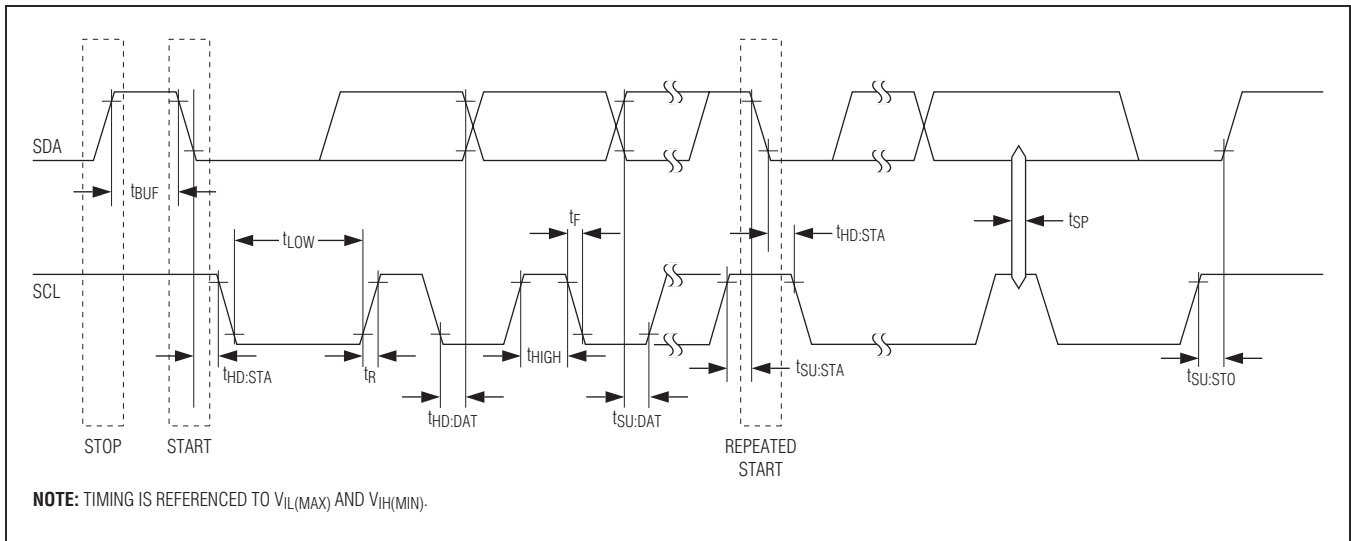 SDA
tBUF
tLOW
tF
tHD:STA
tSP
SCL
tHD:STA
tR
tHIGH
tSU:STA
tSU:STO
tHD:DAT
tSU:DAT
STOP
START
REPEATED
START
NOTE: TIMING IS REFERENCED TO VIL(MAX) AND VIH(MIN).